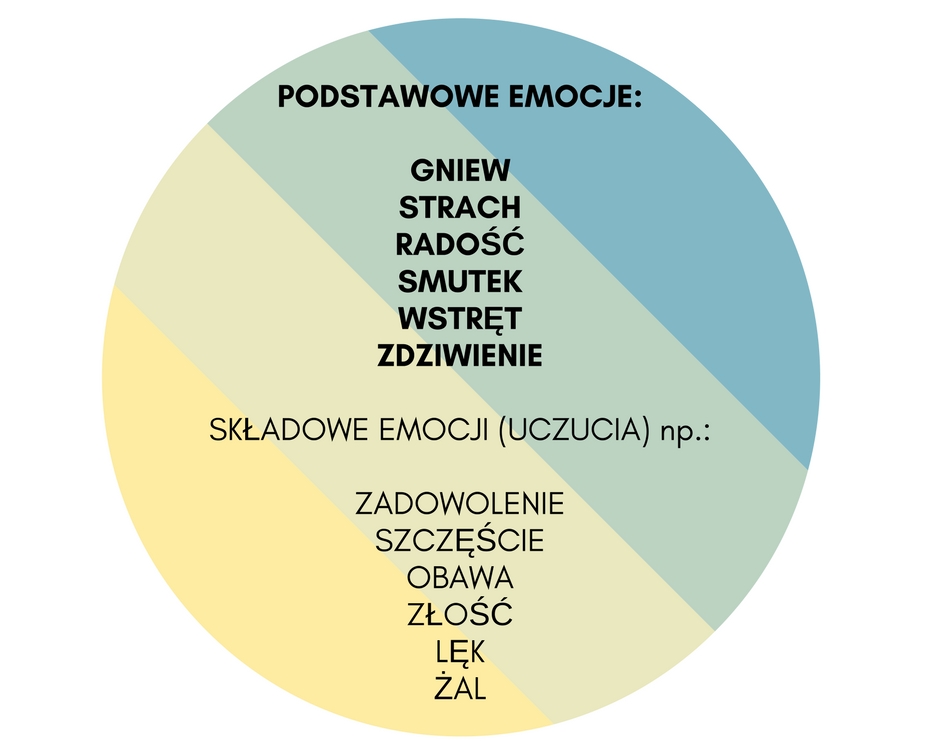 PODSTAWOWE EMOCJE:
GNIEW
STRACH
RADOŚĆ
SMUTEK
WSTRĘT
ZDZIWIENIE
SKŁADOWE EMOCJI (UCZUCIA) np.:
ZADOWOLENIE
SZCZĘŚCIE
OBAWA
ZŁOŚĆ
LĘK
ŻAL